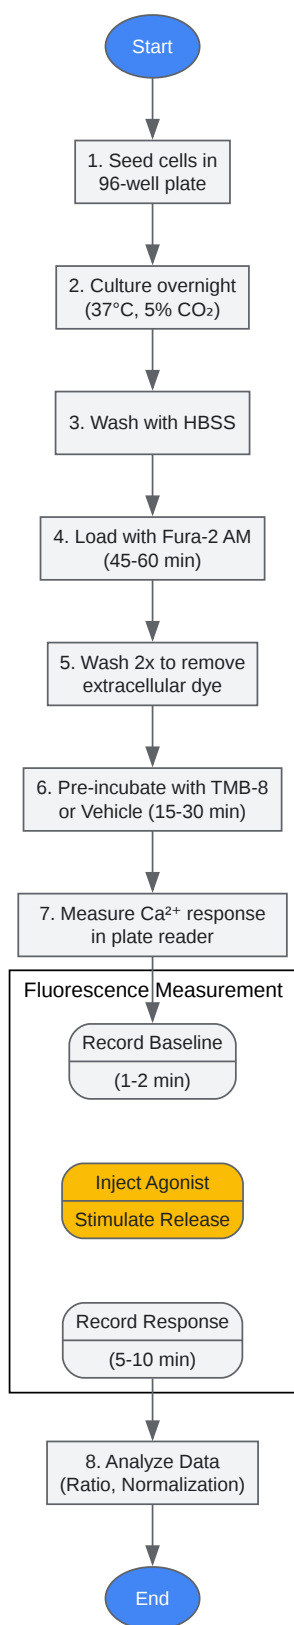 Start
1. Seed cells in
96-well plate
2. Culture overnight
(37°C, 5% CO₂)
3. Wash with HBSS
4. Load with Fura-2 AM
(45-60 min)
5. Wash 2x to remove
extracellular dye
6. Pre-incubate with TMB-8
or Vehicle (15-30 min)
7. Measure Ca²⁺ response
in plate reader
Fluorescence Measurement
Record Baseline
(1-2 min)
Inject Agonist
Stimulate Release
Record Response
(5-10 min)
8. Analyze Data
(Ratio, Normalization)
End